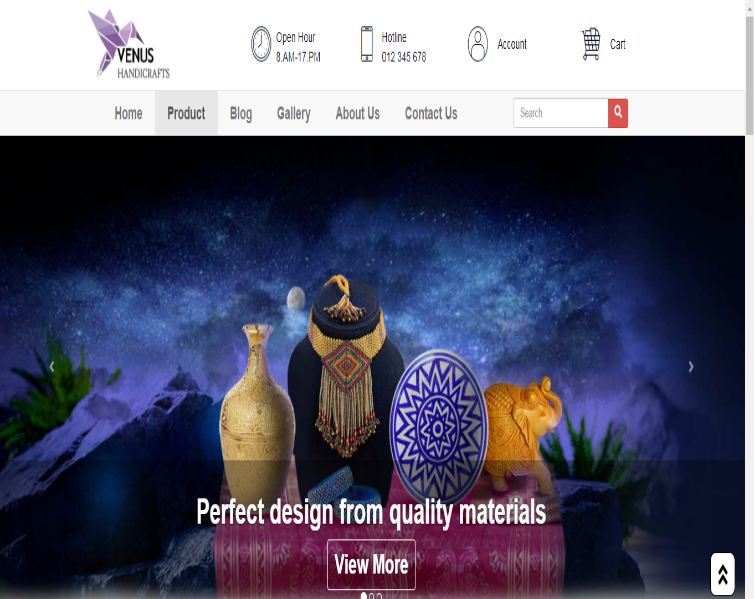 VENUS
HANDICRAFTS
Open Hour
8.AM-17.PM
Hotline
012 345 678
Account
Cart
Home Product Blog Gallery About Us Contact Us Search
Perfect design from quality materials
View More